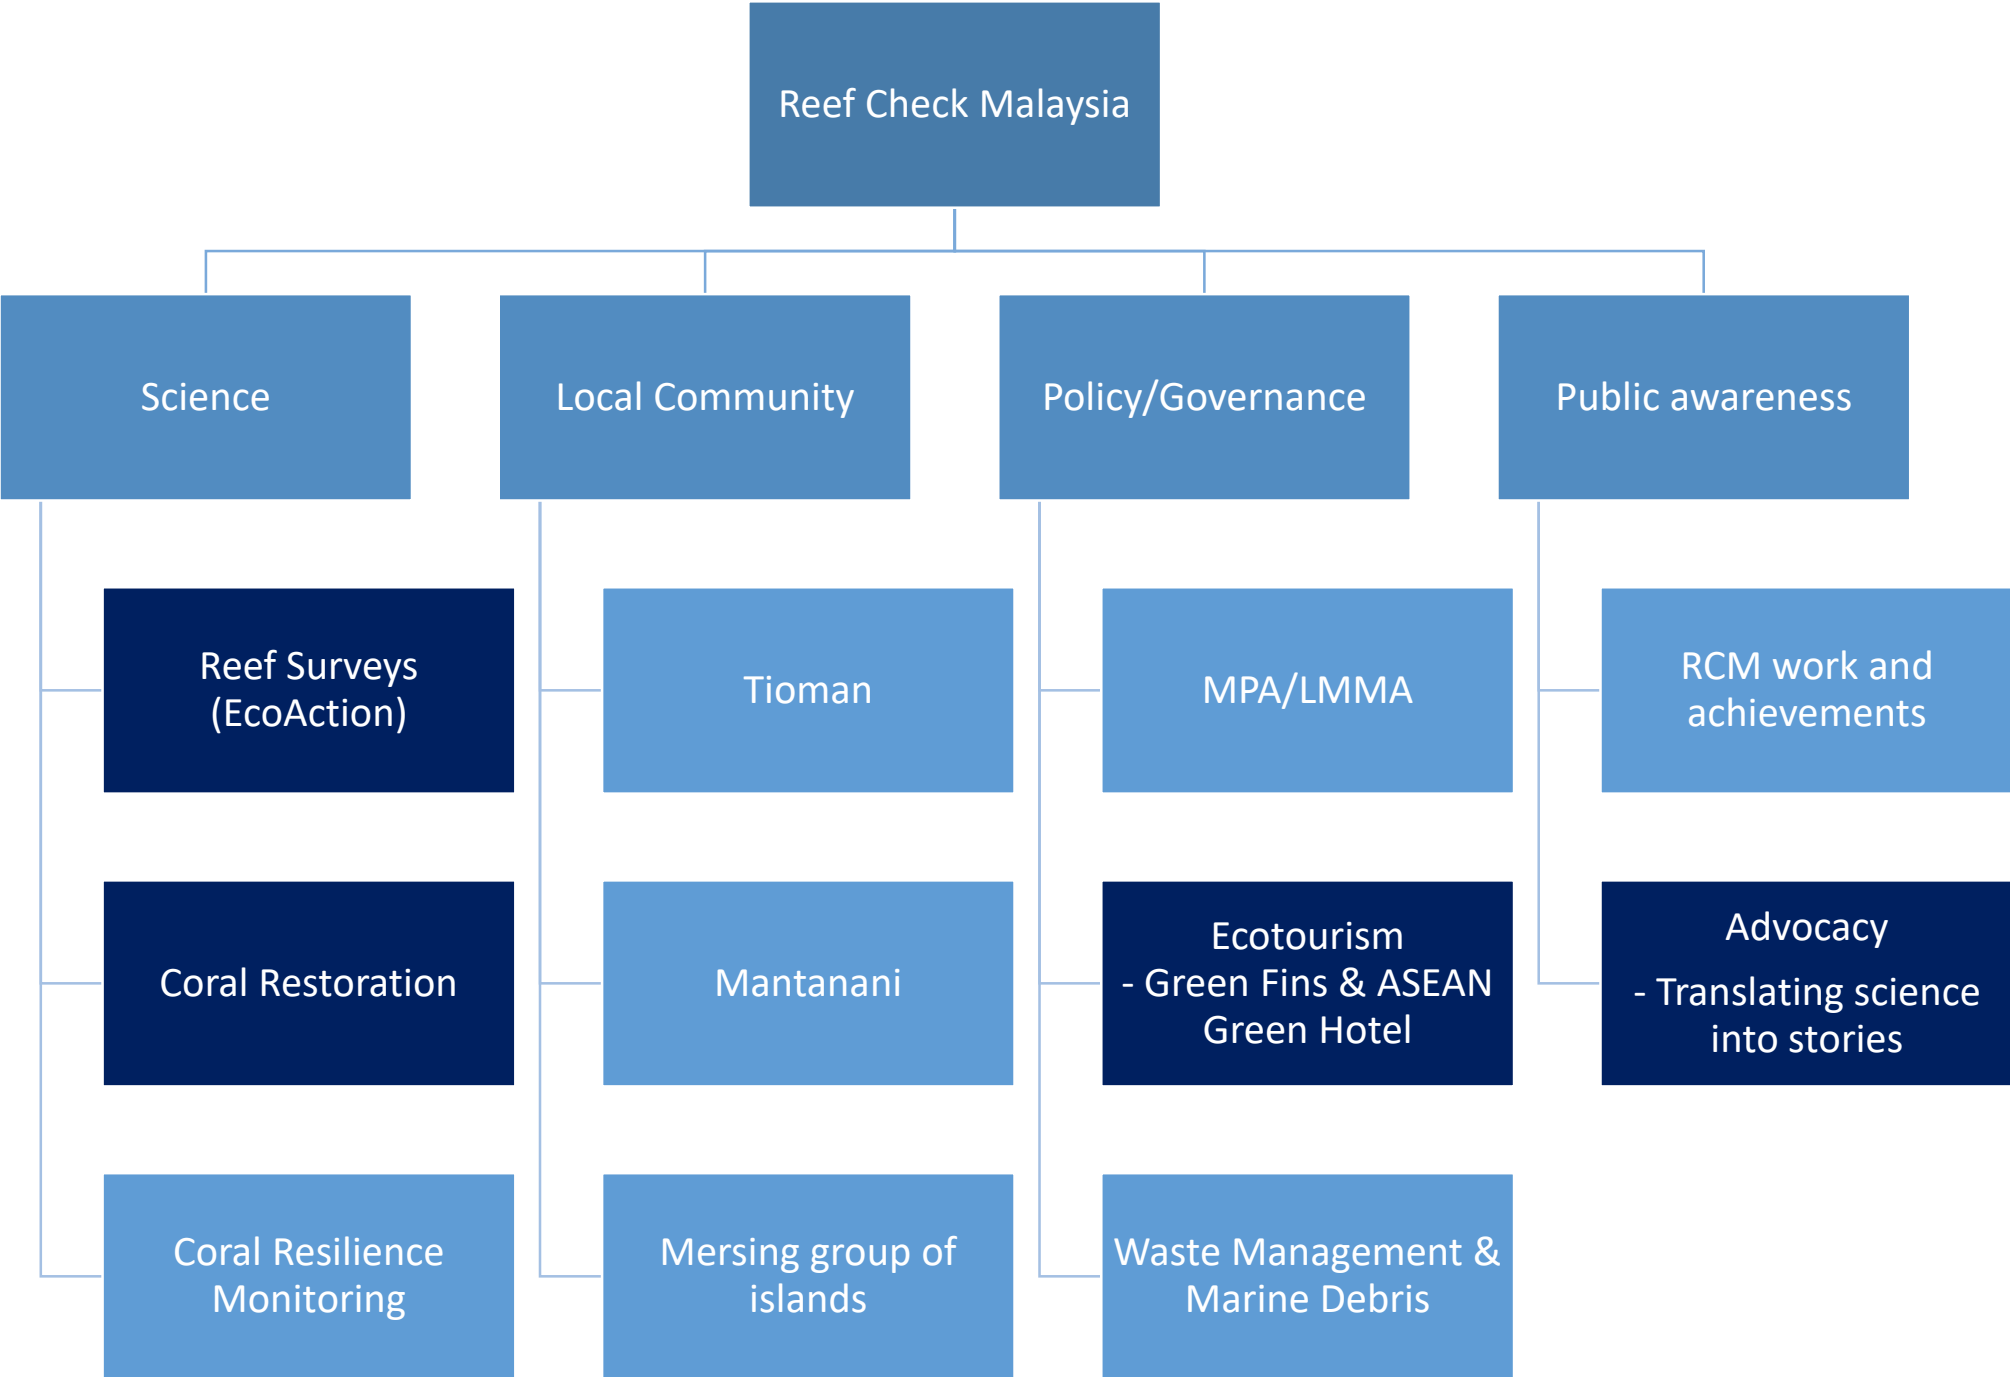 Reef Check Malaysia
Science
Local Community
Policy/Governance
Public awareness
Reef Surveys
(EcoAction)
Tioman
MPA/LMMA
RCM work and
achievements
Coral Restoration
Mantanani
Ecotourism
- Green Fins & ASEAN
Green Hotel
Advocacy
- Translating science
into stories
Coral Resilience
Monitoring
Mersing group of
islands
Waste Management &
Marine Debris